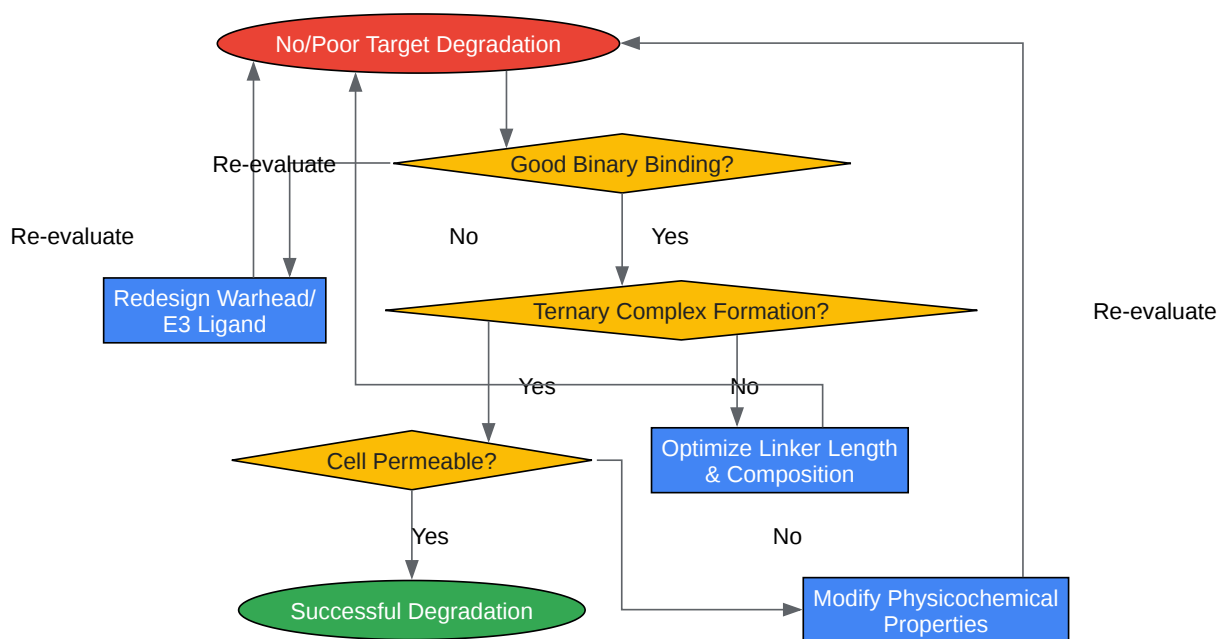 No/Poor Target Degradation
Re-evaluate
Good Binary Binding?
Re-evaluate
No
Yes
Redesign Warhead/
E3 Ligand
Ternary Complex Formation?
Re-evaluate
Yes
No
Cell Permeable?
Optimize Linker Length
& Composition
Yes
No
Successful Degradation
Modify Physicochemical
Properties